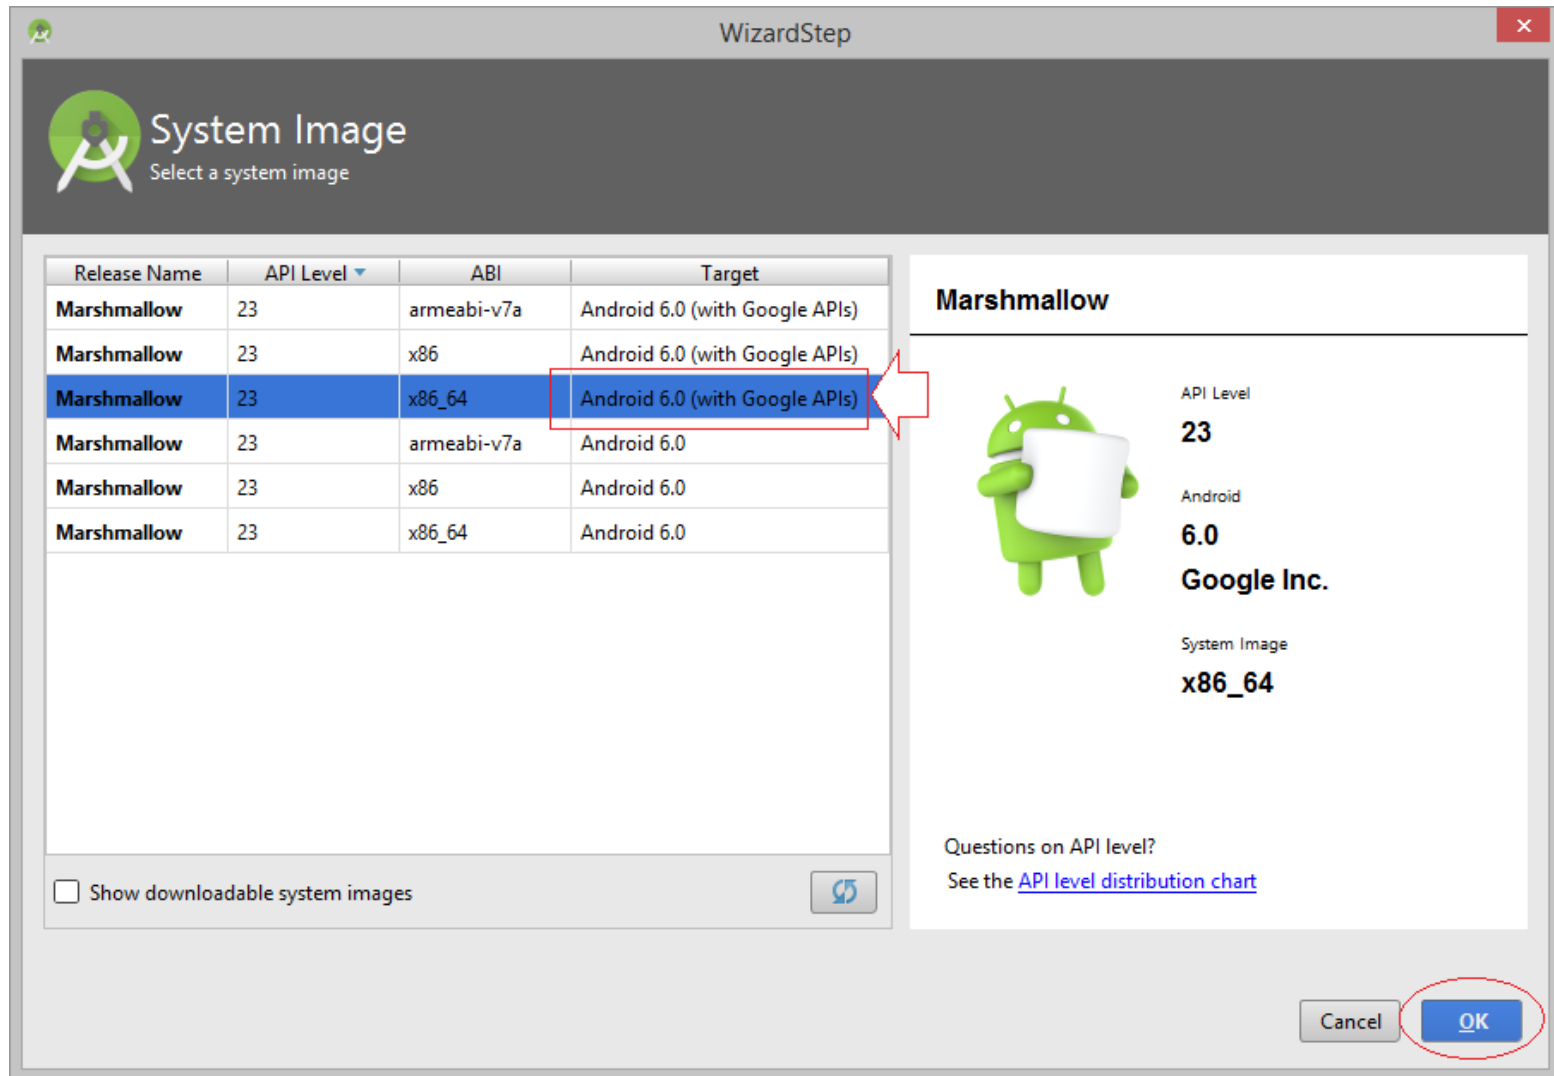 WizardStep
System Image
Select a system image
Release Name API Level ABI Target
Marshmallow 23 armeabi-v7a Android 6.0 (with Google APIs)
Marshmallow 23 x86 Android 6.0 (with Google APIs)
Marshmallow 23 x86_64 Android 6.0 (with Google APIs)
Marshmallow 23 armeabi-v7a Android 6.0
Marshmallow 23 x86 Android 6.0
Marshmallow 23 x86_64 Android 6.0
Show downloadable system images
Marshmallow
API Level
23
Android
6.0
Google Inc.
System Image
x86_64
Questions on API level?
See the API level distribution chart
Cancel OK